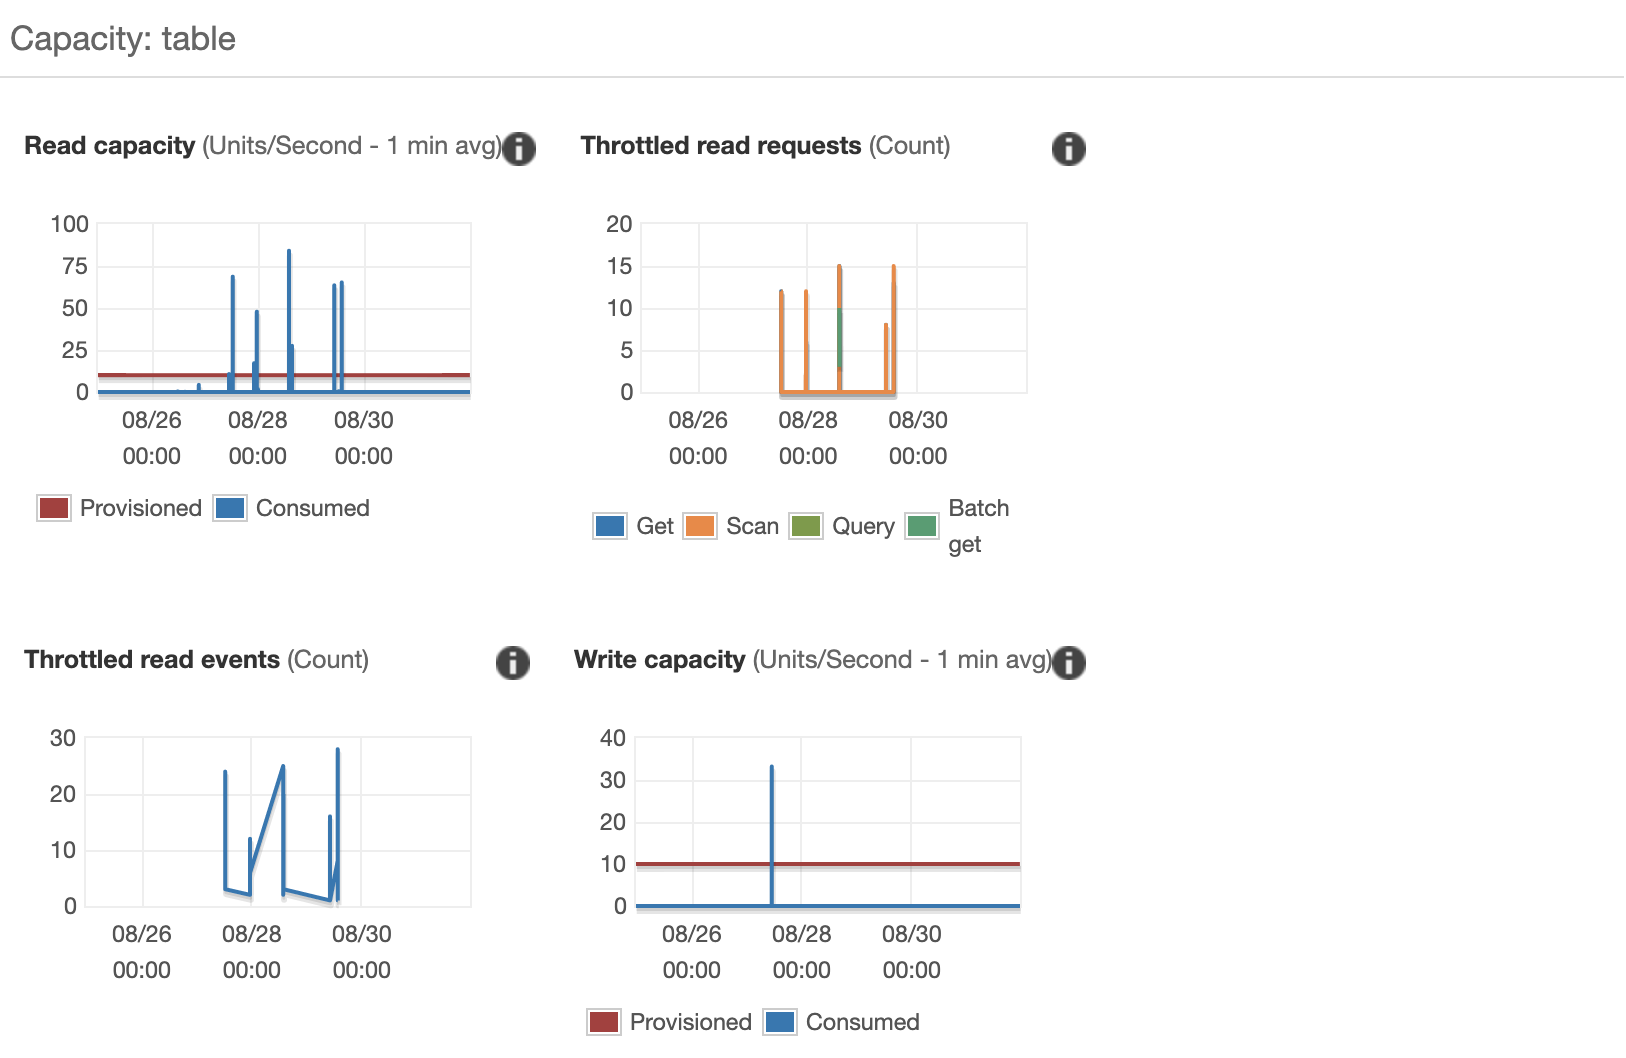 Capacity: table
Read capacity (Units/Second - 1 min avg)
Throttled read requests (Count)
100
75
50
25
0
08/26 08/28 08/30
00:00 00:00 00:00
Provisioned Consumed
20
15
10
5
0
08/26 08/28 08/30
00:00 00:00 00:00
Get Scan Query Batch
get
Throttled read events (Count)
Write capacity (Units/Second - 1 min avg)
30
20
10
0
08/26 08/28 08/30
00:00 00:00 00:00
40
30
20
10
0
08/26 08/28 08/30
00:00 00:00 00:00
Provisioned Consumed